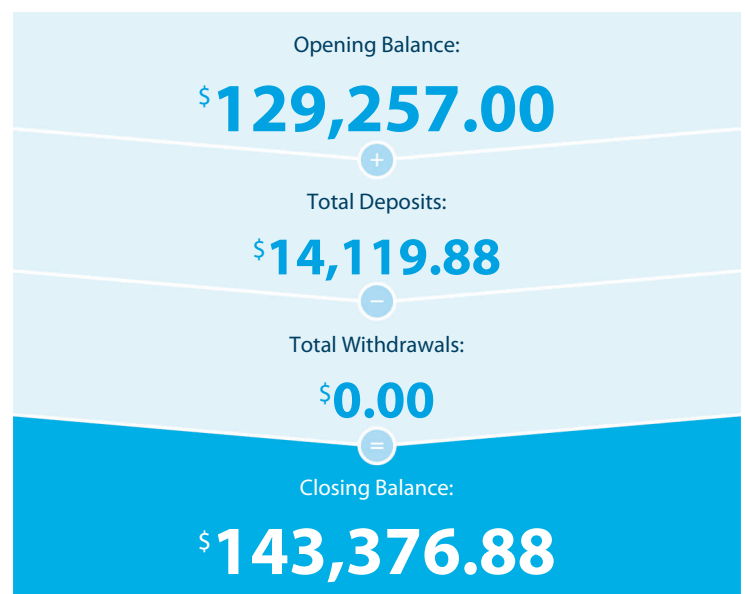 Opening Balance:
$129,257.00
+
Total Deposits:
$14,119.88
−
Total Withdrawals:
$0.00
=
Closing Balance:
$143,376.88